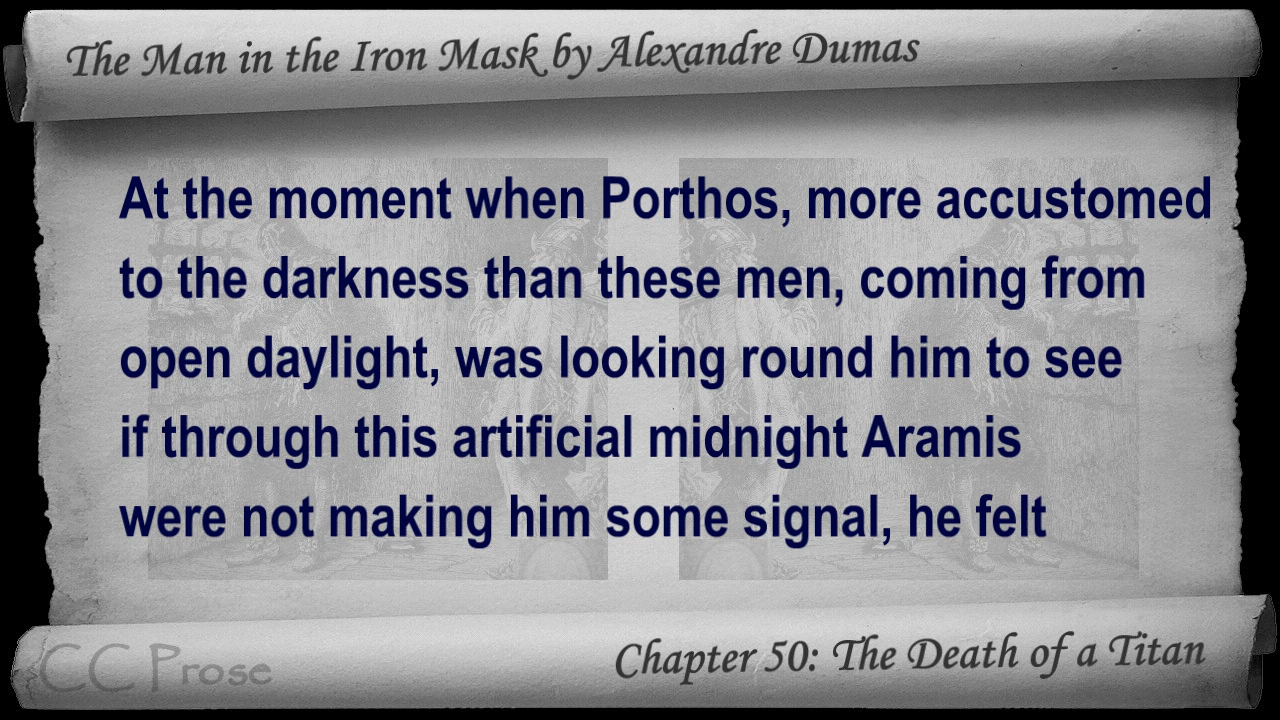 The Man in the Iron Mask by Alexandre Dumas
At the moment when Porthos, more accustomed
to the darkness than these men, coming from
open daylight, was looking round him to see
if through this artificial midnight Aramis
were not making him some signal, he felt
CC Prose
Chapter 50: The Death of a Titan